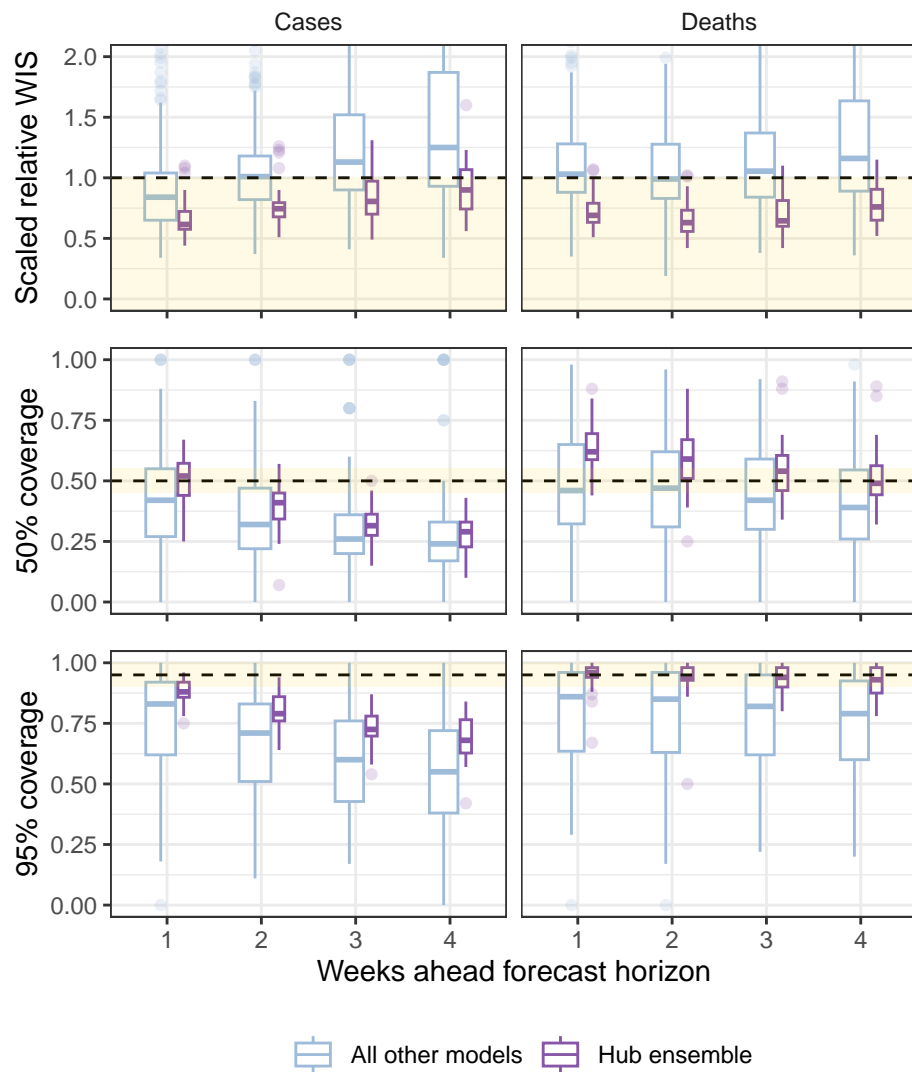 Cases
Deaths
Scaled relative WIS
2.0
1.5
1.0
0.5
0.0
50% coverage
1.00
0.75
0.50
0.25
0.00
95% coverage
1.00
0.75
0.50
0.25
0.00
1 2 3 4
1 2 3 4
Weeks ahead forecast horizon
All other models
Hub ensemble